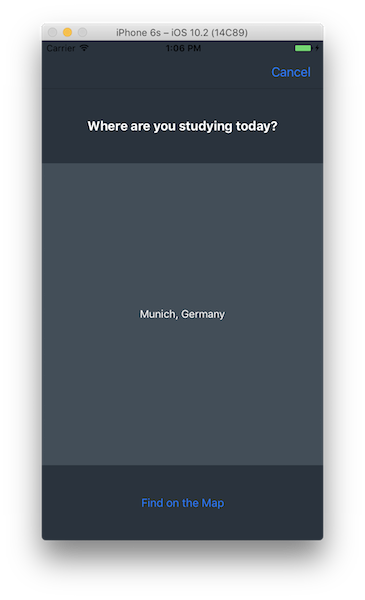 iPhone 6s – iOS 10.2 (14C89)
Carrier 1:06 PM
Cancel
Where are you studying today?
Munich, Germany
Find on the Map